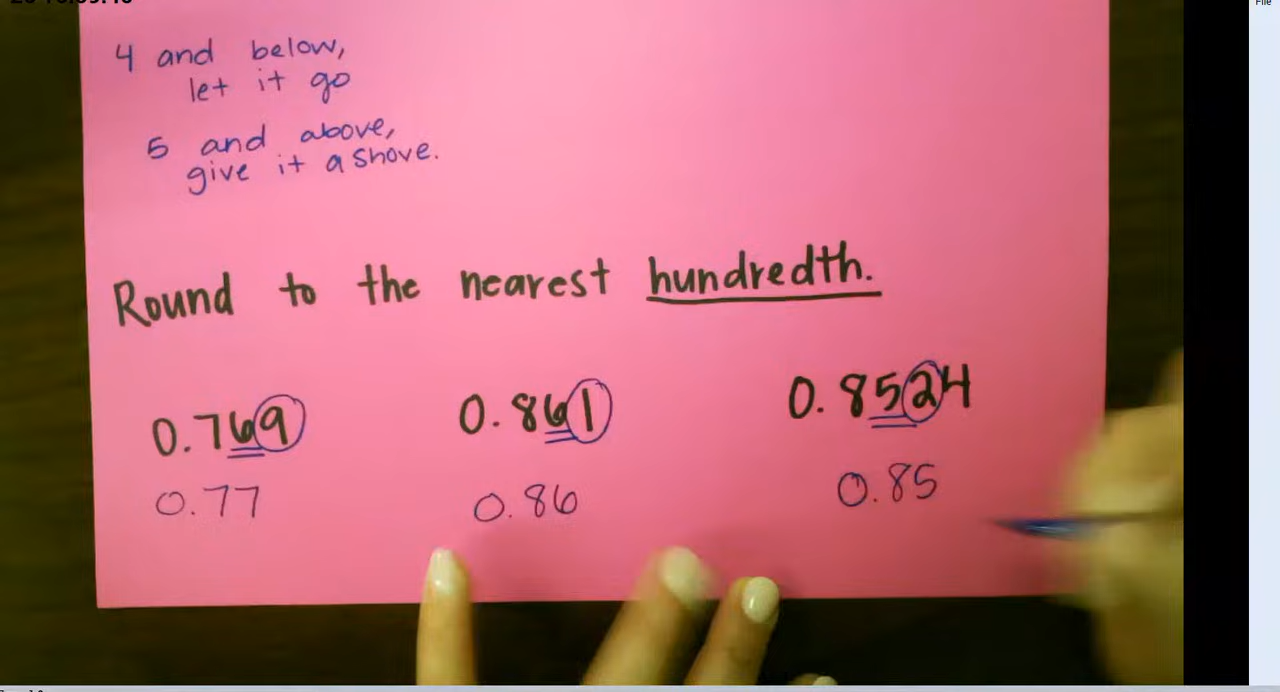 File
4 and below,
let it go
5 and above,
give it a shove.
Round to the nearest hundredth.
0.769 0.861 0.8524
0.77 0.86 0.85